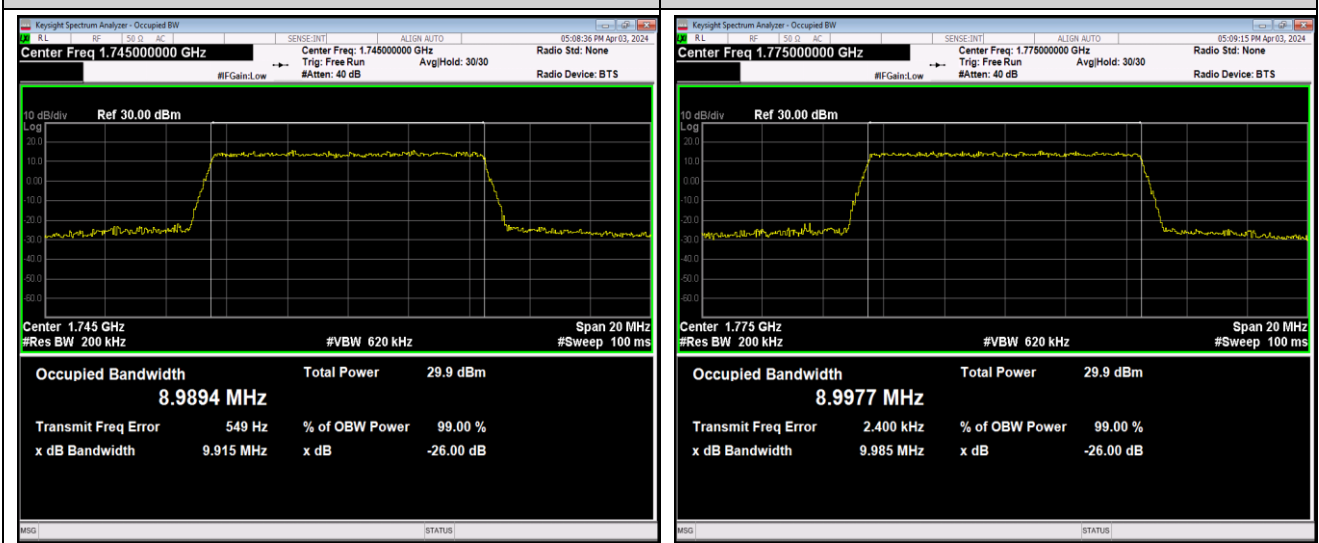 Keysight Spectrum Analyzer - Occupied BW
RL RF 50 Ω AC SENSE:INT ALIGN AUTO 05:08:36 PM Apr 03, 2024
Center Freq 1.745000000 GHz Center Freq: 1.745000000 GHz Radio Std: None
Trig: Free Run Avg|Hold: 30/30
#IFGain:Low #Atten: 40 dB Radio Device: BTS
10 dB/div Ref 30.00 dBm
Log
20.0
10.0
0.00
-10.0
-20.0
-30.0
-40.0
-50.0
-60.0
Center 1.745 GHz Span 20 MHz
#Res BW 200 kHz #VBW 620 kHz #Sweep 100 ms
Occupied Bandwidth Total Power 29.9 dBm
8.9894 MHz
Transmit Freq Error 549 Hz % of OBW Power 99.00 %
x dB Bandwidth 9.915 MHz x dB -26.00 dB
MSG STATUS
Keysight Spectrum Analyzer - Occupied BW
RL RF 50 Ω AC SENSE:INT ALIGN AUTO 05:09:15 PM Apr 03, 2024
Center Freq 1.775000000 GHz Center Freq: 1.775000000 GHz Radio Std: None
Trig: Free Run Avg|Hold: 30/30
#IFGain:Low #Atten: 40 dB Radio Device: BTS
10 dB/div Ref 30.00 dBm
Log
20.0
10.0
0.00
-10.0
-20.0
-30.0
-40.0
-50.0
-60.0
Center 1.775 GHz Span 20 MHz
#Res BW 200 kHz #VBW 620 kHz #Sweep 100 ms
Occupied Bandwidth Total Power 29.9 dBm
8.9977 MHz
Transmit Freq Error 2.400 kHz % of OBW Power 99.00 %
x dB Bandwidth 9.985 MHz x dB -26.00 dB
MSG STATUS